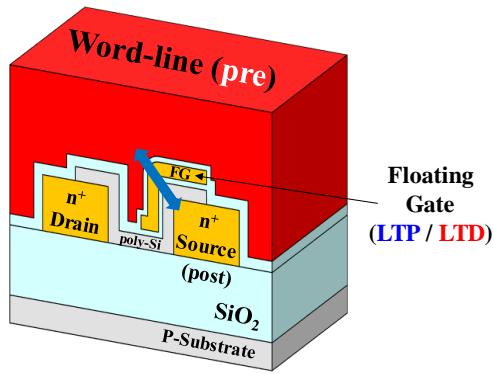 Word-line (pre)
FG
n+
Drain
poly-Si
n+
Source
(post)
SiO2
P-Substrate
Floating
Gate
(LTP / LTD)